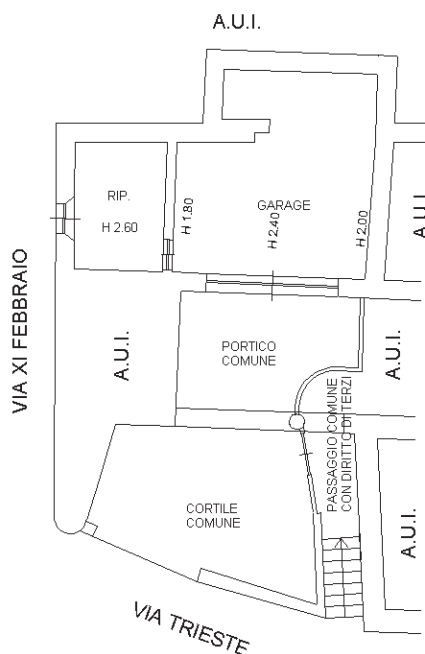 A.U.I.
RIP.
H 2.60
H 1.80
GARAGE
H 2.40
H 2.00
A.U.I.
VIA XI FEBBRAIO
A.U.I.
PORTICO
COMUNE
A.U.I.
PASSAGGIO COMUNE
CON DIRITTO DI TERZI
CORTILE
COMUNE
A.U.I.
VIA TRIESTE